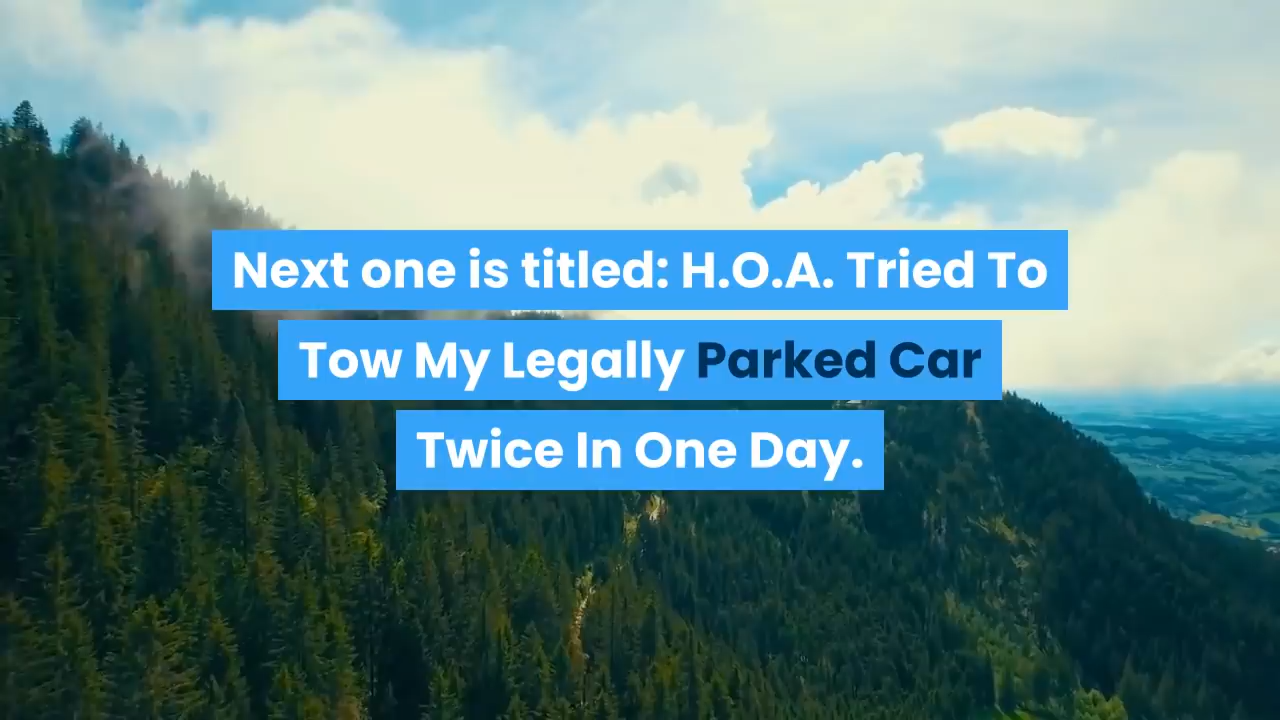 Next one is titled: H.O.A. Tried To
Tow My Legally Parked Car
Twice In One Day.